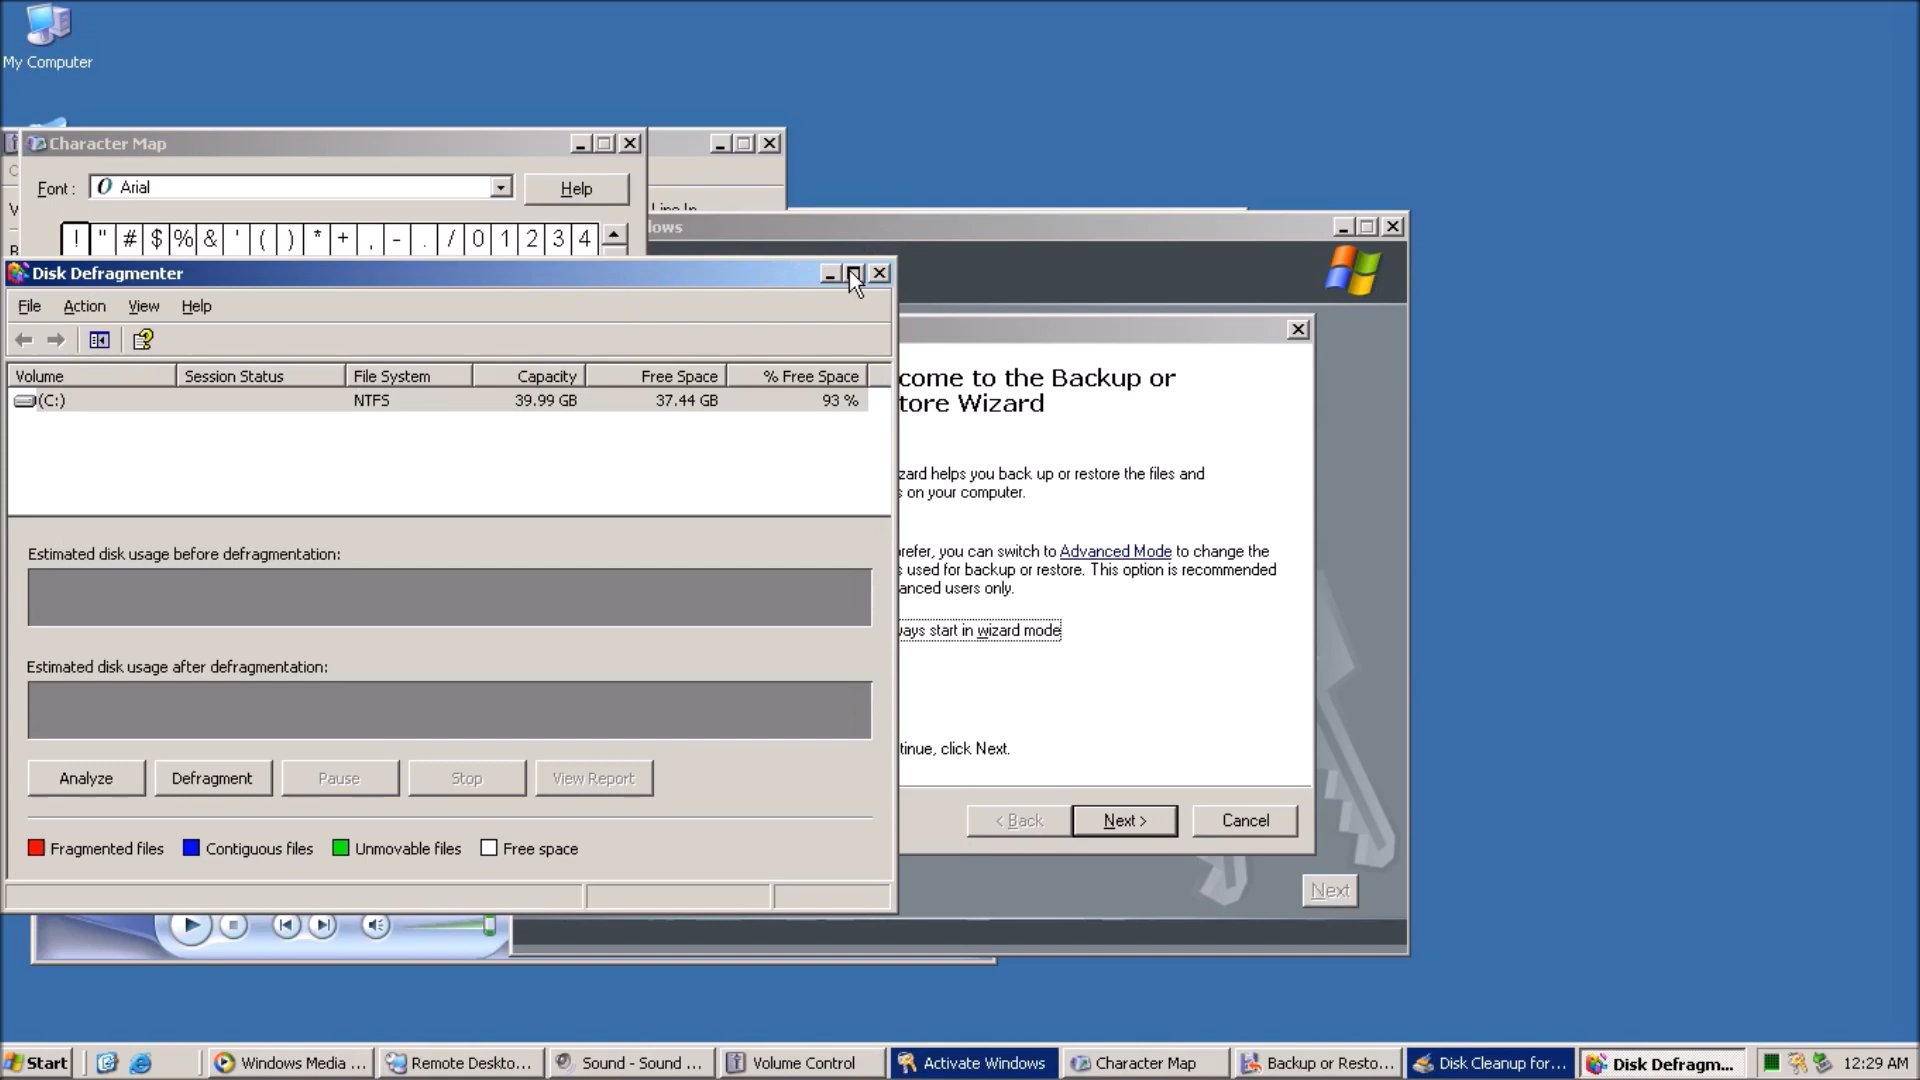 My Computer
Character Map
Font :
Arial
Help
! " # $ % & ' ( ) * + , - . / 0 1 2 3 4
Disk Defragmenter
File Action View Help
Volume Session Status File System Capacity Free Space % Free Space
(C:) NTFS 39.99 GB 37.44 GB 93 %
Estimated disk usage before defragmentation:
Estimated disk usage after defragmentation:
Analyze Defragment Pause Stop View Report
Fragmented files Contiguous files Unmovable files Free space
come to the Backup or
tore Wizard
zard helps you back up or restore the files and
s on your computer.
refer, you can switch to Advanced Mode to change the
s used for backup or restore. This option is recommended
anced users only.
ways start in wizard mode
tinue, click Next.
< Back Next > Cancel
Next
Start
Windows Media ...
Remote Deskto...
Sound - Sound ...
Volume Control
Activate Windows
Character Map
Backup or Resto...
Disk Cleanup for...
Disk Defragm...
12:29 AM